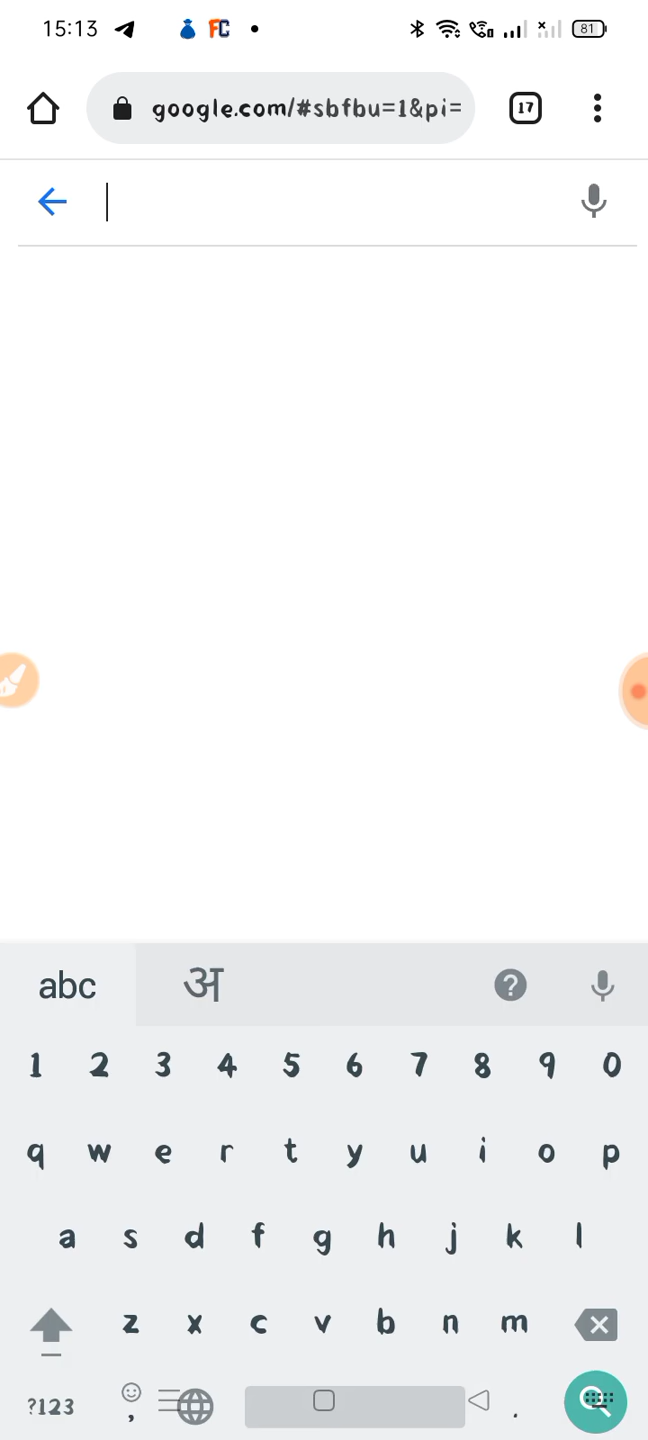 15:13 FC 81
google.com/#sbfbu=1&pi= 17
abc अ ?
1 2 3 4 5 6 7 8 9 0
q w e r t y u i o p
a s d f g h j k l
z x c v b n m
?123 , .